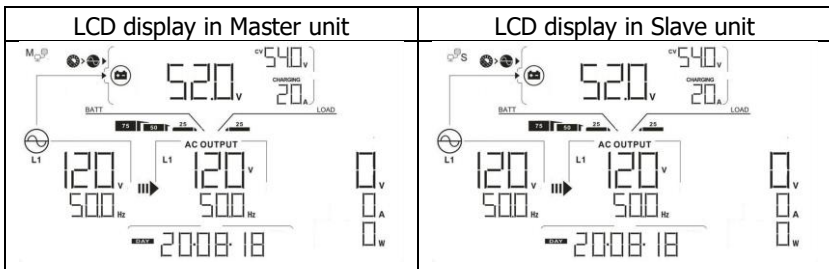 LCD display in Master unit
M
CV 54.0 V
52.0 V
CHARGING
20 A
BATT
LOAD
75 50 25 25
AC OUTPUT
L1
L1
120 V
120 V
0 V
50.0 Hz
50.0 Hz
0 A
0 W
DAY 20:08:18
LCD display in Slave unit
S
CV 54.0 V
52.0 V
CHARGING
20 A
BATT
LOAD
75 50 25 25
AC OUTPUT
L1
L1
120 V
120 V
0 V
50.0 Hz
50.0 Hz
0 A
0 W
DAY 20:08:18